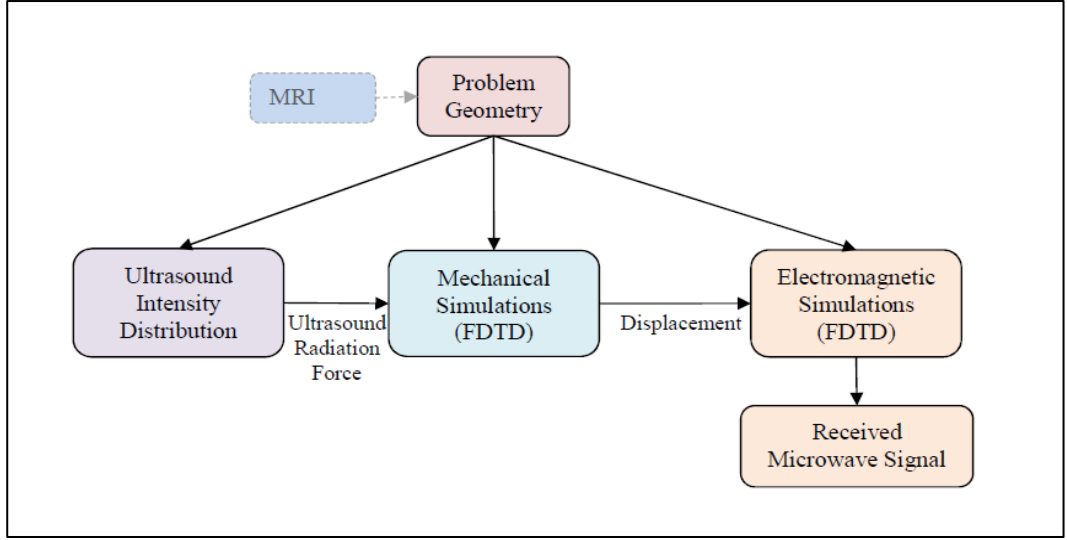 MRI
Problem
Geometry
Ultrasound
Intensity
Distribution
Ultrasound
Radiation
Force
Mechanical
Simulations
(FDTD)
Displacement
Electromagnetic
Simulations
(FDTD)
Received
Microwave Signal